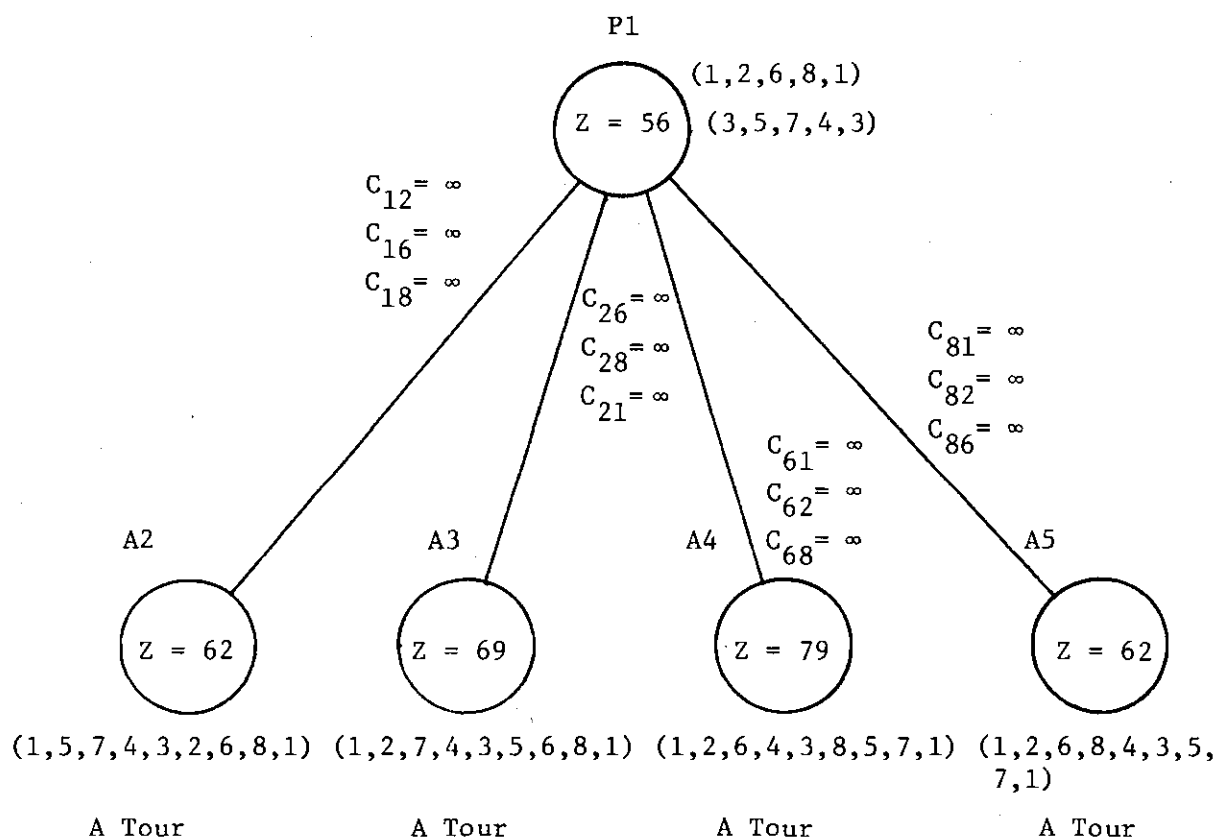 P1
(1,2,6,8,1)
Z = 56
(3,5,7,4,3)
C12= ∞
C16= ∞
C18= ∞
C26= ∞
C28= ∞
C21= ∞
C61= ∞
C62= ∞
C68= ∞
C81= ∞
C82= ∞
C86= ∞
A2
A3
A4
A5
Z = 62
Z = 69
Z = 79
Z = 62
(1,5,7,4,3,2,6,8,1)
(1,2,7,4,3,5,6,8,1)
(1,2,6,4,3,8,5,7,1)
(1,2,6,8,4,3,5,
7,1)
A Tour
A Tour
A Tour
A Tour